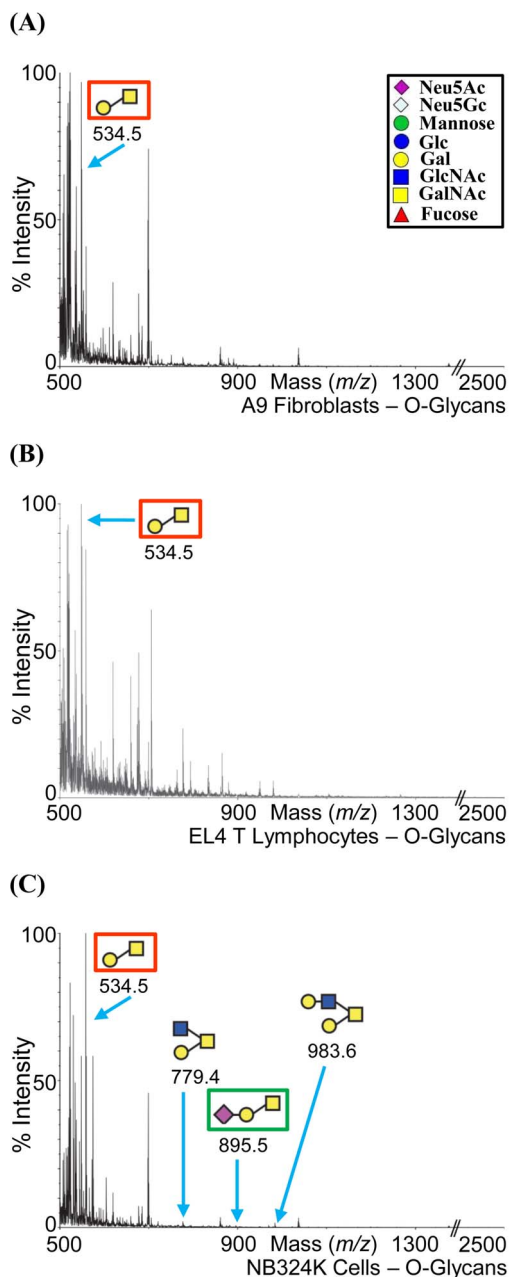 (A)
100
534.5
Neu5Ac
Neu5Gc
Mannose
Glc
Gal
GlcNAc
GalNAc
Fucose
50
% Intensity
0
500 900 Mass (m/z) 1300 2500
A9 Fibroblasts – O-Glycans
(B)
100
534.5
50
% Intensity
0
500 900 Mass (m/z) 1300 2500
EL4 T Lymphocytes – O-Glycans
(C)
100
534.5
779.4
983.6
895.5
50
% Intensity
0
500 900 Mass (m/z) 1300 2500
NB324K Cells – O-Glycans